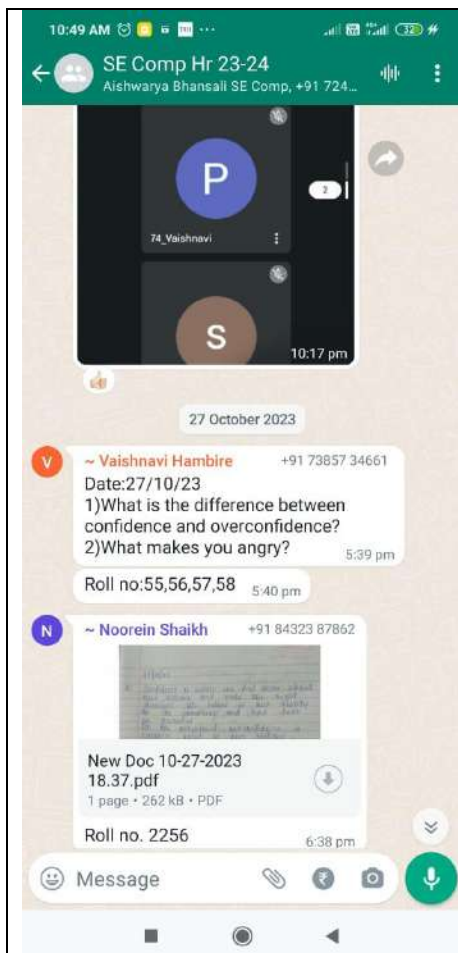 10:49 AM
32
SE Comp Hr 23-24
Aishwarya Bhansali SE Comp, +91 724...
P
2
74_Vaishnavi
S
10:17 pm
27 October 2023
V
~ Vaishnavi Hambire +91 73857 34661
Date:27/10/23
1)What is the difference between
confidence and overconfidence?
2)What makes you angry?
5:39 pm
Roll no:55,56,57,58 5:40 pm
N
~ Noorein Shaikh +91 84323 87862
New Doc 10-27-2023
18.37.pdf
1 page • 262 kB • PDF
Roll no. 2256
6:38 pm
Message